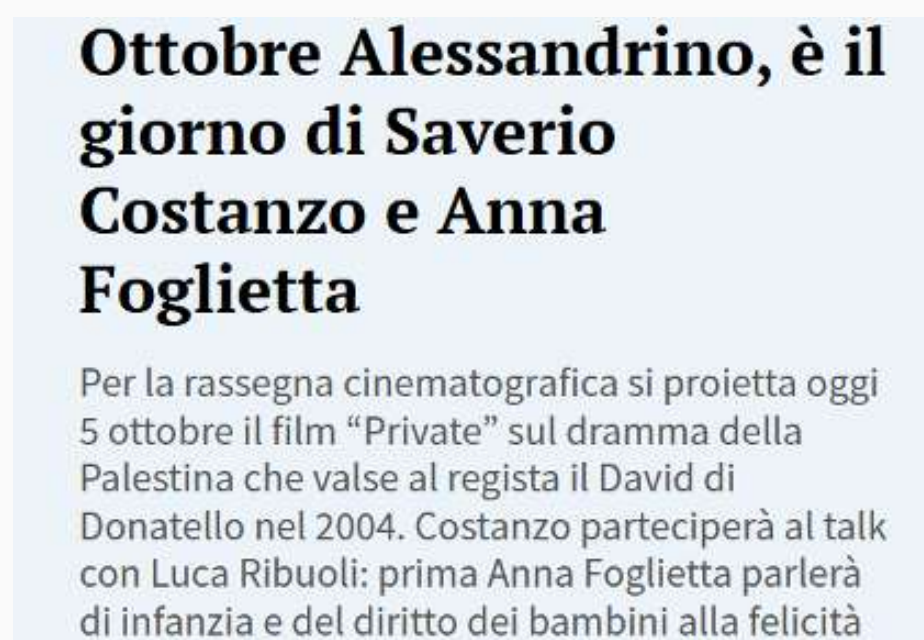 Ottobre Alessandrino, è il
giorno di Saverio
Costanzo e Anna
Foglietta
Per la rassegna cinematografica si proietta oggi
5 ottobre il film “Private” sul dramma della
Palestina che valse al regista il David di
Donatello nel 2004. Costanzo parteciperà al talk
con Luca Ribuoli: prima Anna Foglietta parlerà
di infanzia e del diritto dei bambini alla felicità